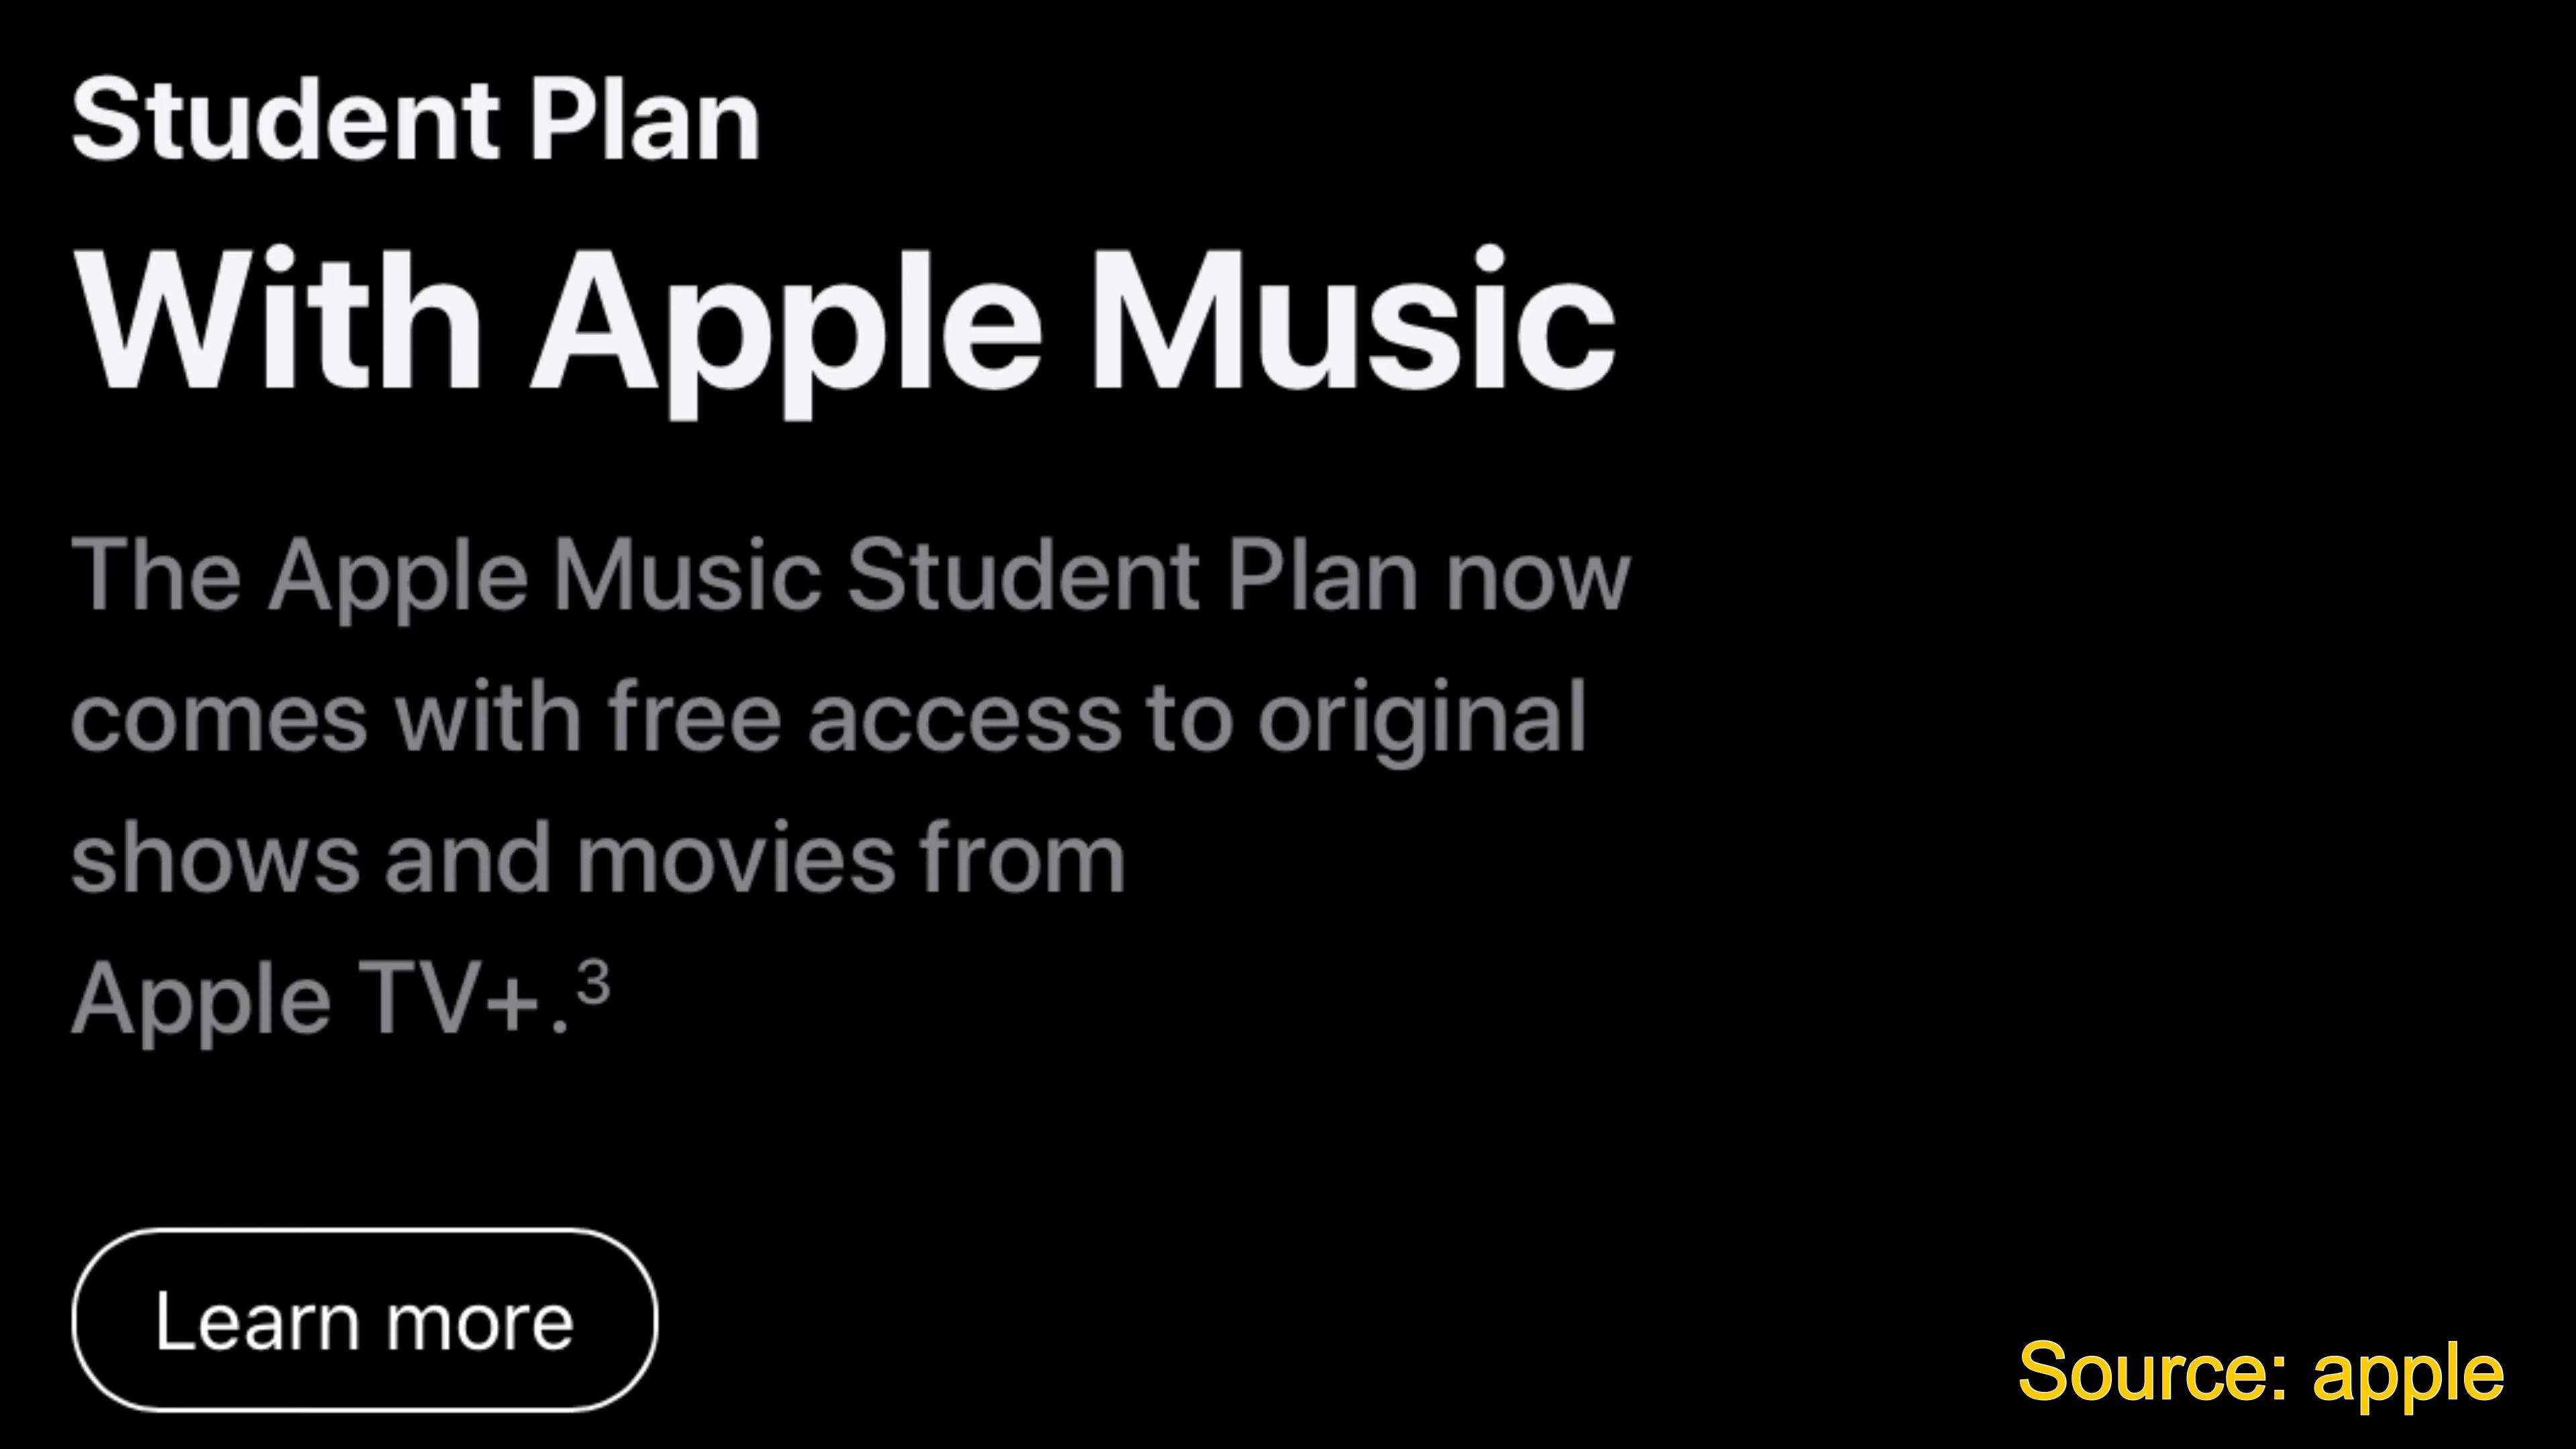 Student Plan
With Apple Music
The Apple Music Student Plan now
comes with free access to original
shows and movies from
Apple TV+.³
Learn more
Source: apple